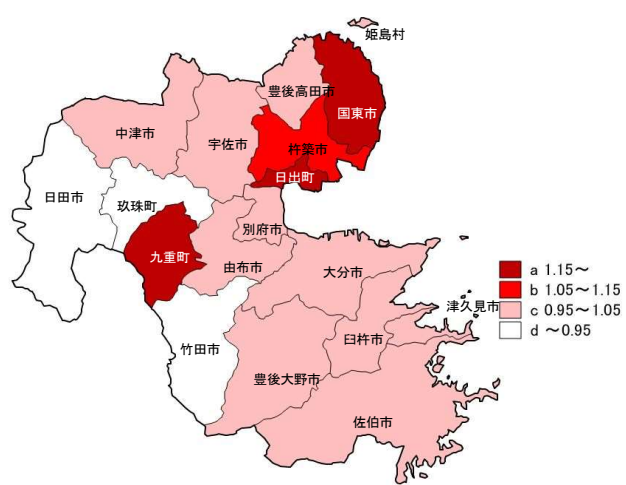 姫島村
豊後高田市
国東市
中津市
宇佐市
杵築市
日出町
日田市
玖珠町
別府市
九重町
由布市
大分市
a 1.15～
b 1.05～1.15
津久見市
c 0.95～1.05
d ～0.95
臼杵市
竹田市
豊後大野市
佐伯市